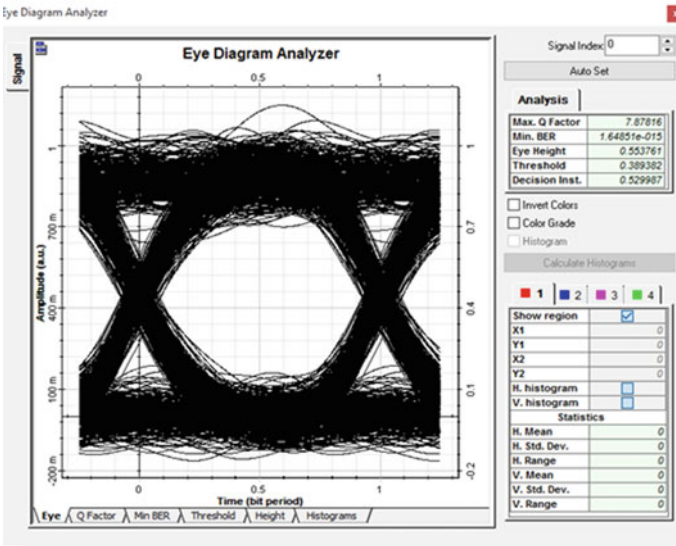 Eye Diagram Analyzer
Signal
Eye Diagram Analyzer
0 0.5 1
Amplitude (a.u.)
1
700 m
400 m
100 m
-200 m
1
0.7
0.4
0.1
-0.2
0 0.5 1
Time (bit period)
Eye Q Factor Min BER Threshold Height Histograms
Signal Index: 0
Auto Set
Analysis
Max. Q Factor 7.87816
Min. BER 1.64851e-015
Eye Height 0.553761
Threshold 0.389382
Decision Inst. 0.529987
Invert Colors
Color Grade
Histogram
Calculate Histograms
1 2 3 4
Show region
X1 0
Y1 0
X2 0
Y2 0
H. histogram
V. histogram
Statistics
H. Mean 0
H. Std. Dev. 0
H. Range 0
V. Mean 0
V. Std. Dev. 0
V. Range 0